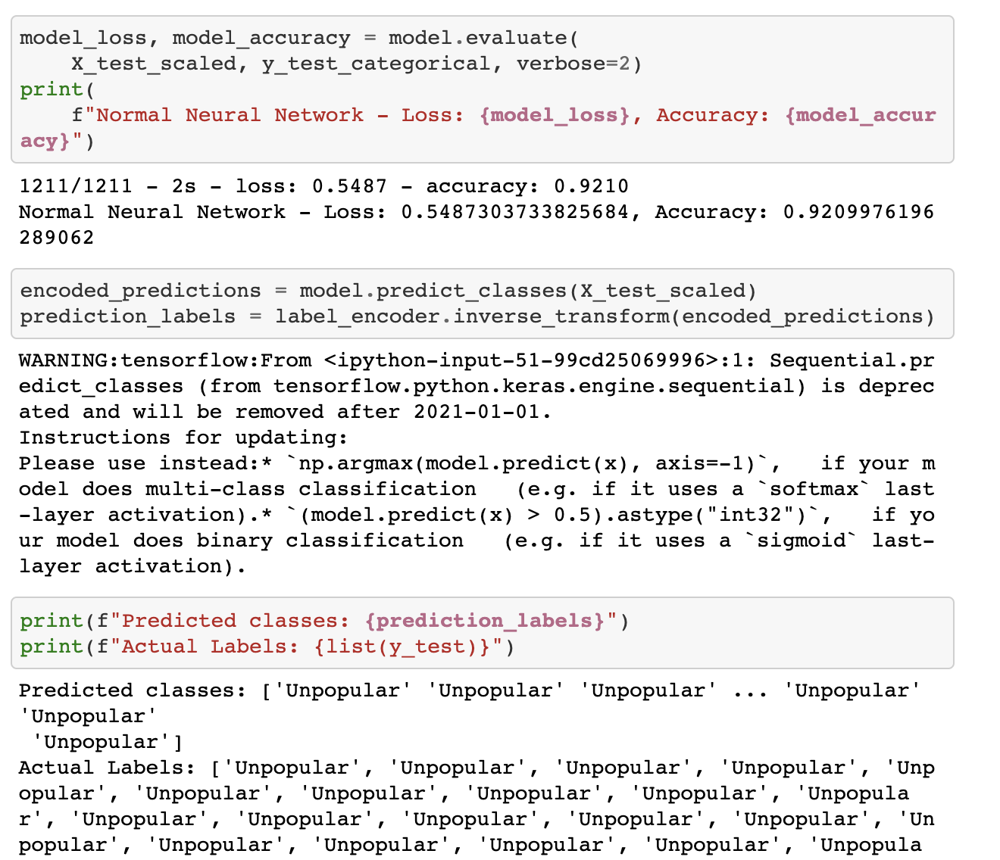 model_loss, model_accuracy = model.evaluate(
    X_test_scaled, y_test_categorical, verbose=2)
print(
    f"Normal Neural Network - Loss: {model_loss}, Accuracy: {model_accur
acy}")
1211/1211 - 2s - loss: 0.5487 - accuracy: 0.9210
Normal Neural Network - Loss: 0.5487303733825684, Accuracy: 0.9209976196
289062
encoded_predictions = model.predict_classes(X_test_scaled)
prediction_labels = label_encoder.inverse_transform(encoded_predictions)
WARNING:tensorflow:From <ipython-input-51-99cd25069996>:1: Sequential.pr
edict_classes (from tensorflow.python.keras.engine.sequential) is deprec
ated and will be removed after 2021-01-01.
Instructions for updating:
Please use instead:* `np.argmax(model.predict(x), axis=-1)`,   if your m
odel does multi-class classification   (e.g. if it uses a `softmax` last
-layer activation).* `(model.predict(x) > 0.5).astype("int32")`,   if yo
ur model does binary classification   (e.g. if it uses a `sigmoid` last-
layer activation).
print(f"Predicted classes: {prediction_labels}")
print(f"Actual Labels: {list(y_test)}")
Predicted classes: ['Unpopular' 'Unpopular' 'Unpopular' ... 'Unpopular'
'Unpopular'
 'Unpopular']
Actual Labels: ['Unpopular', 'Unpopular', 'Unpopular', 'Unpopular', 'Unp
opular', 'Unpopular', 'Unpopular', 'Unpopular', 'Unpopular', 'Unpopula
r', 'Unpopular', 'Unpopular', 'Unpopular', 'Unpopular', 'Unpopular', 'Un
popular', 'Unpopular', 'Unpopular', 'Unpopular', 'Unpopular', 'Unpopula